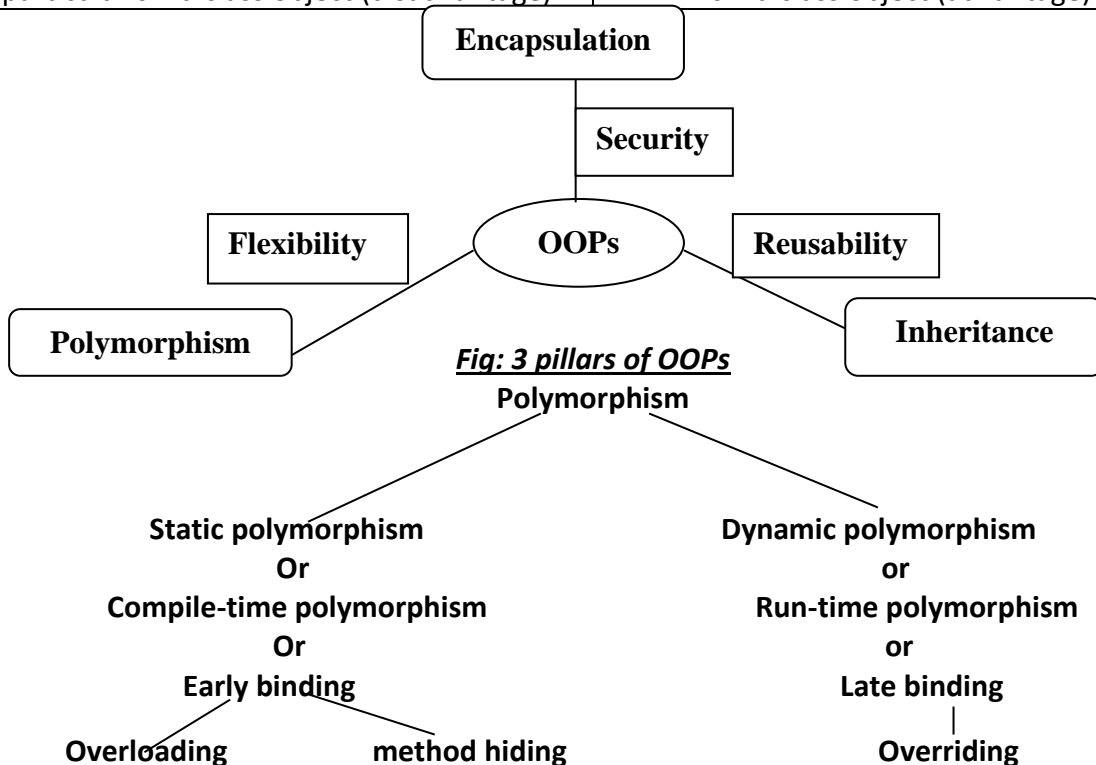 Encapsulation
Security
Flexibility
OOPs
Reusability
Polymorphism
Inheritance
Fig: 3 pillars of OOPs
Polymorphism
Static polymorphism
Dynamic polymorphism
Or
or
Compile-time polymorphism
Run-time polymorphism
Or
or
Early binding
Late binding
Overloading
method hiding
Overriding